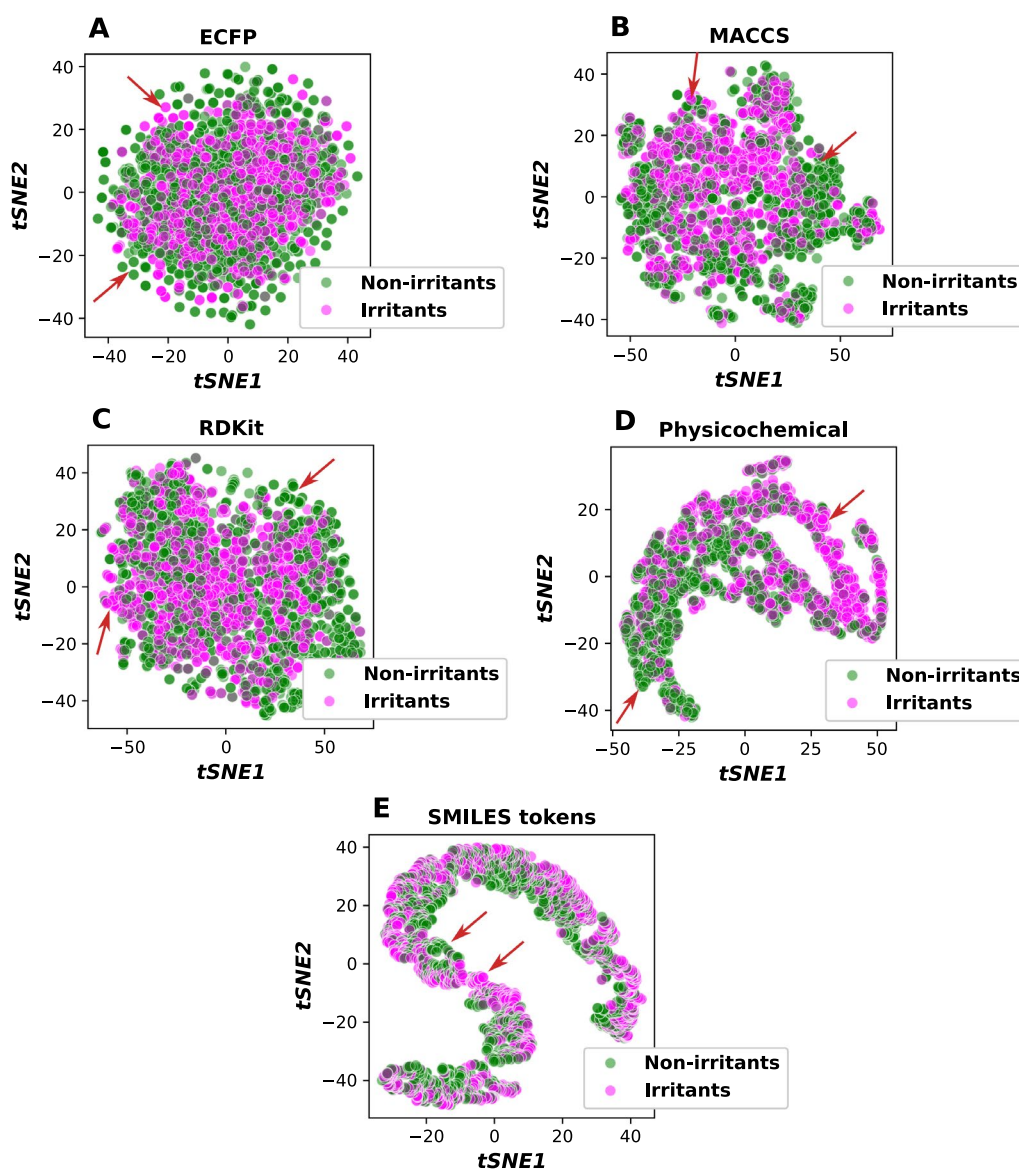 A
ECFP
40
20
0
−20
−40
−40
−20
0
20
40
tSNE2
tSNE1
Non-irritants
Irritants
B
MACCS
40
20
0
−20
−40
−50
0
50
tSNE2
tSNE1
Non-irritants
Irritants
C
RDKit
40
20
0
−20
−40
−50
0
50
tSNE2
tSNE1
Non-irritants
Irritants
D
Physicochemical
20
0
−20
−40
−50
−25
0
25
50
tSNE2
tSNE1
Non-irritants
Irritants
E
SMILES tokens
40
20
0
−20
−40
−20
0
20
40
tSNE2
tSNE1
Non-irritants
Irritants